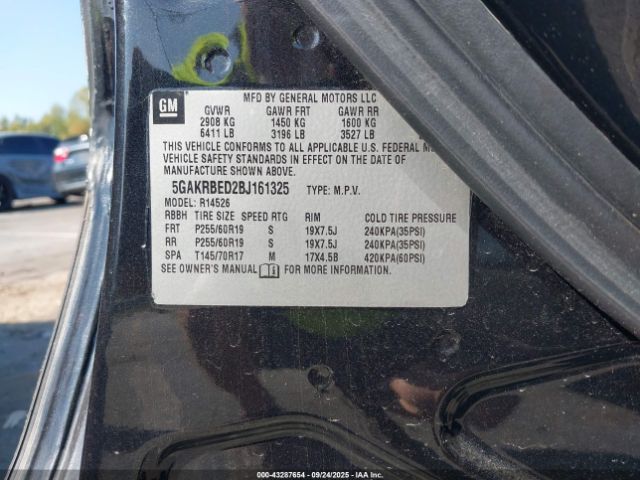 GM
MFD BY GENERAL MOTORS LLC
GVWR GAWR FRT GAWR RR
2908 KG 1450 KG 1600 KG
6411 LB 3196 LB 3527 LB
THIS VEHICLE CONFORMS TO ALL APPLICABLE U.S. FEDERAL M
VEHICLE SAFETY STANDARDS IN EFFECT ON THE DATE OF
MANUFACTURE SHOWN ABOVE.
5GAKRBED2BJ161325 TYPE: M.P.V.
MODEL: R14526
RBBH TIRE SIZE SPEED RTG RIM COLD TIRE PRESSURE
FRT P255/60R19 S 19X7.5J 240KPA(35PSI)
RR P255/60R19 S 19X7.5J 240KPA(35PSI)
SPA T145/70R17 M 17X4.5B 420KPA(60PSI)
SEE OWNER'S MANUAL FOR MORE INFORMATION.
000-43287654 - 09/24/2025 - IAAI.COM